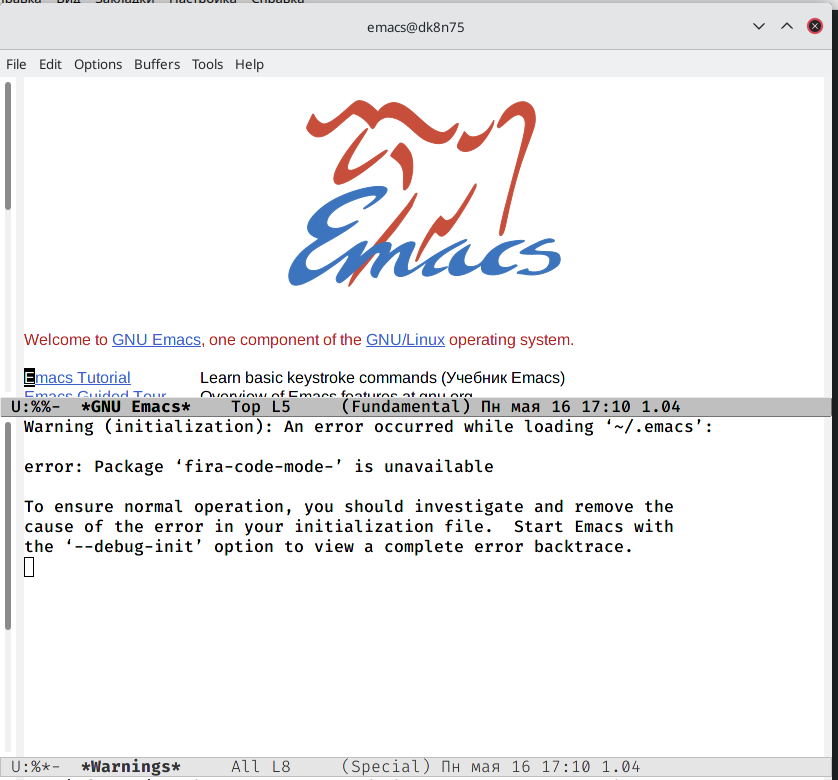 Вид Закладки Настройка Справка
emacs@dk8n75
File Edit Options Buffers Tools Help
Emacs
Welcome to GNU Emacs, one component of the GNU/Linux operating system.
Emacs Tutorial Learn basic keystroke commands (Учебник Emacs)
Emacs Guided Tour Overview of Emacs features at gnu.org
U:%%- *GNU Emacs* Top L5 (Fundamental) Пн мая 16 17:10 1.04
Warning (initialization): An error occurred while loading ‘~/.emacs’:
error: Package ‘fira-code-mode-’ is unavailable
To ensure normal operation, you should investigate and remove the
cause of the error in your initialization file. Start Emacs with
the ‘--debug-init’ option to view a complete error backtrace.
U:%*- *Warnings* All L8 (Special) Пн мая 16 17:10 1.04